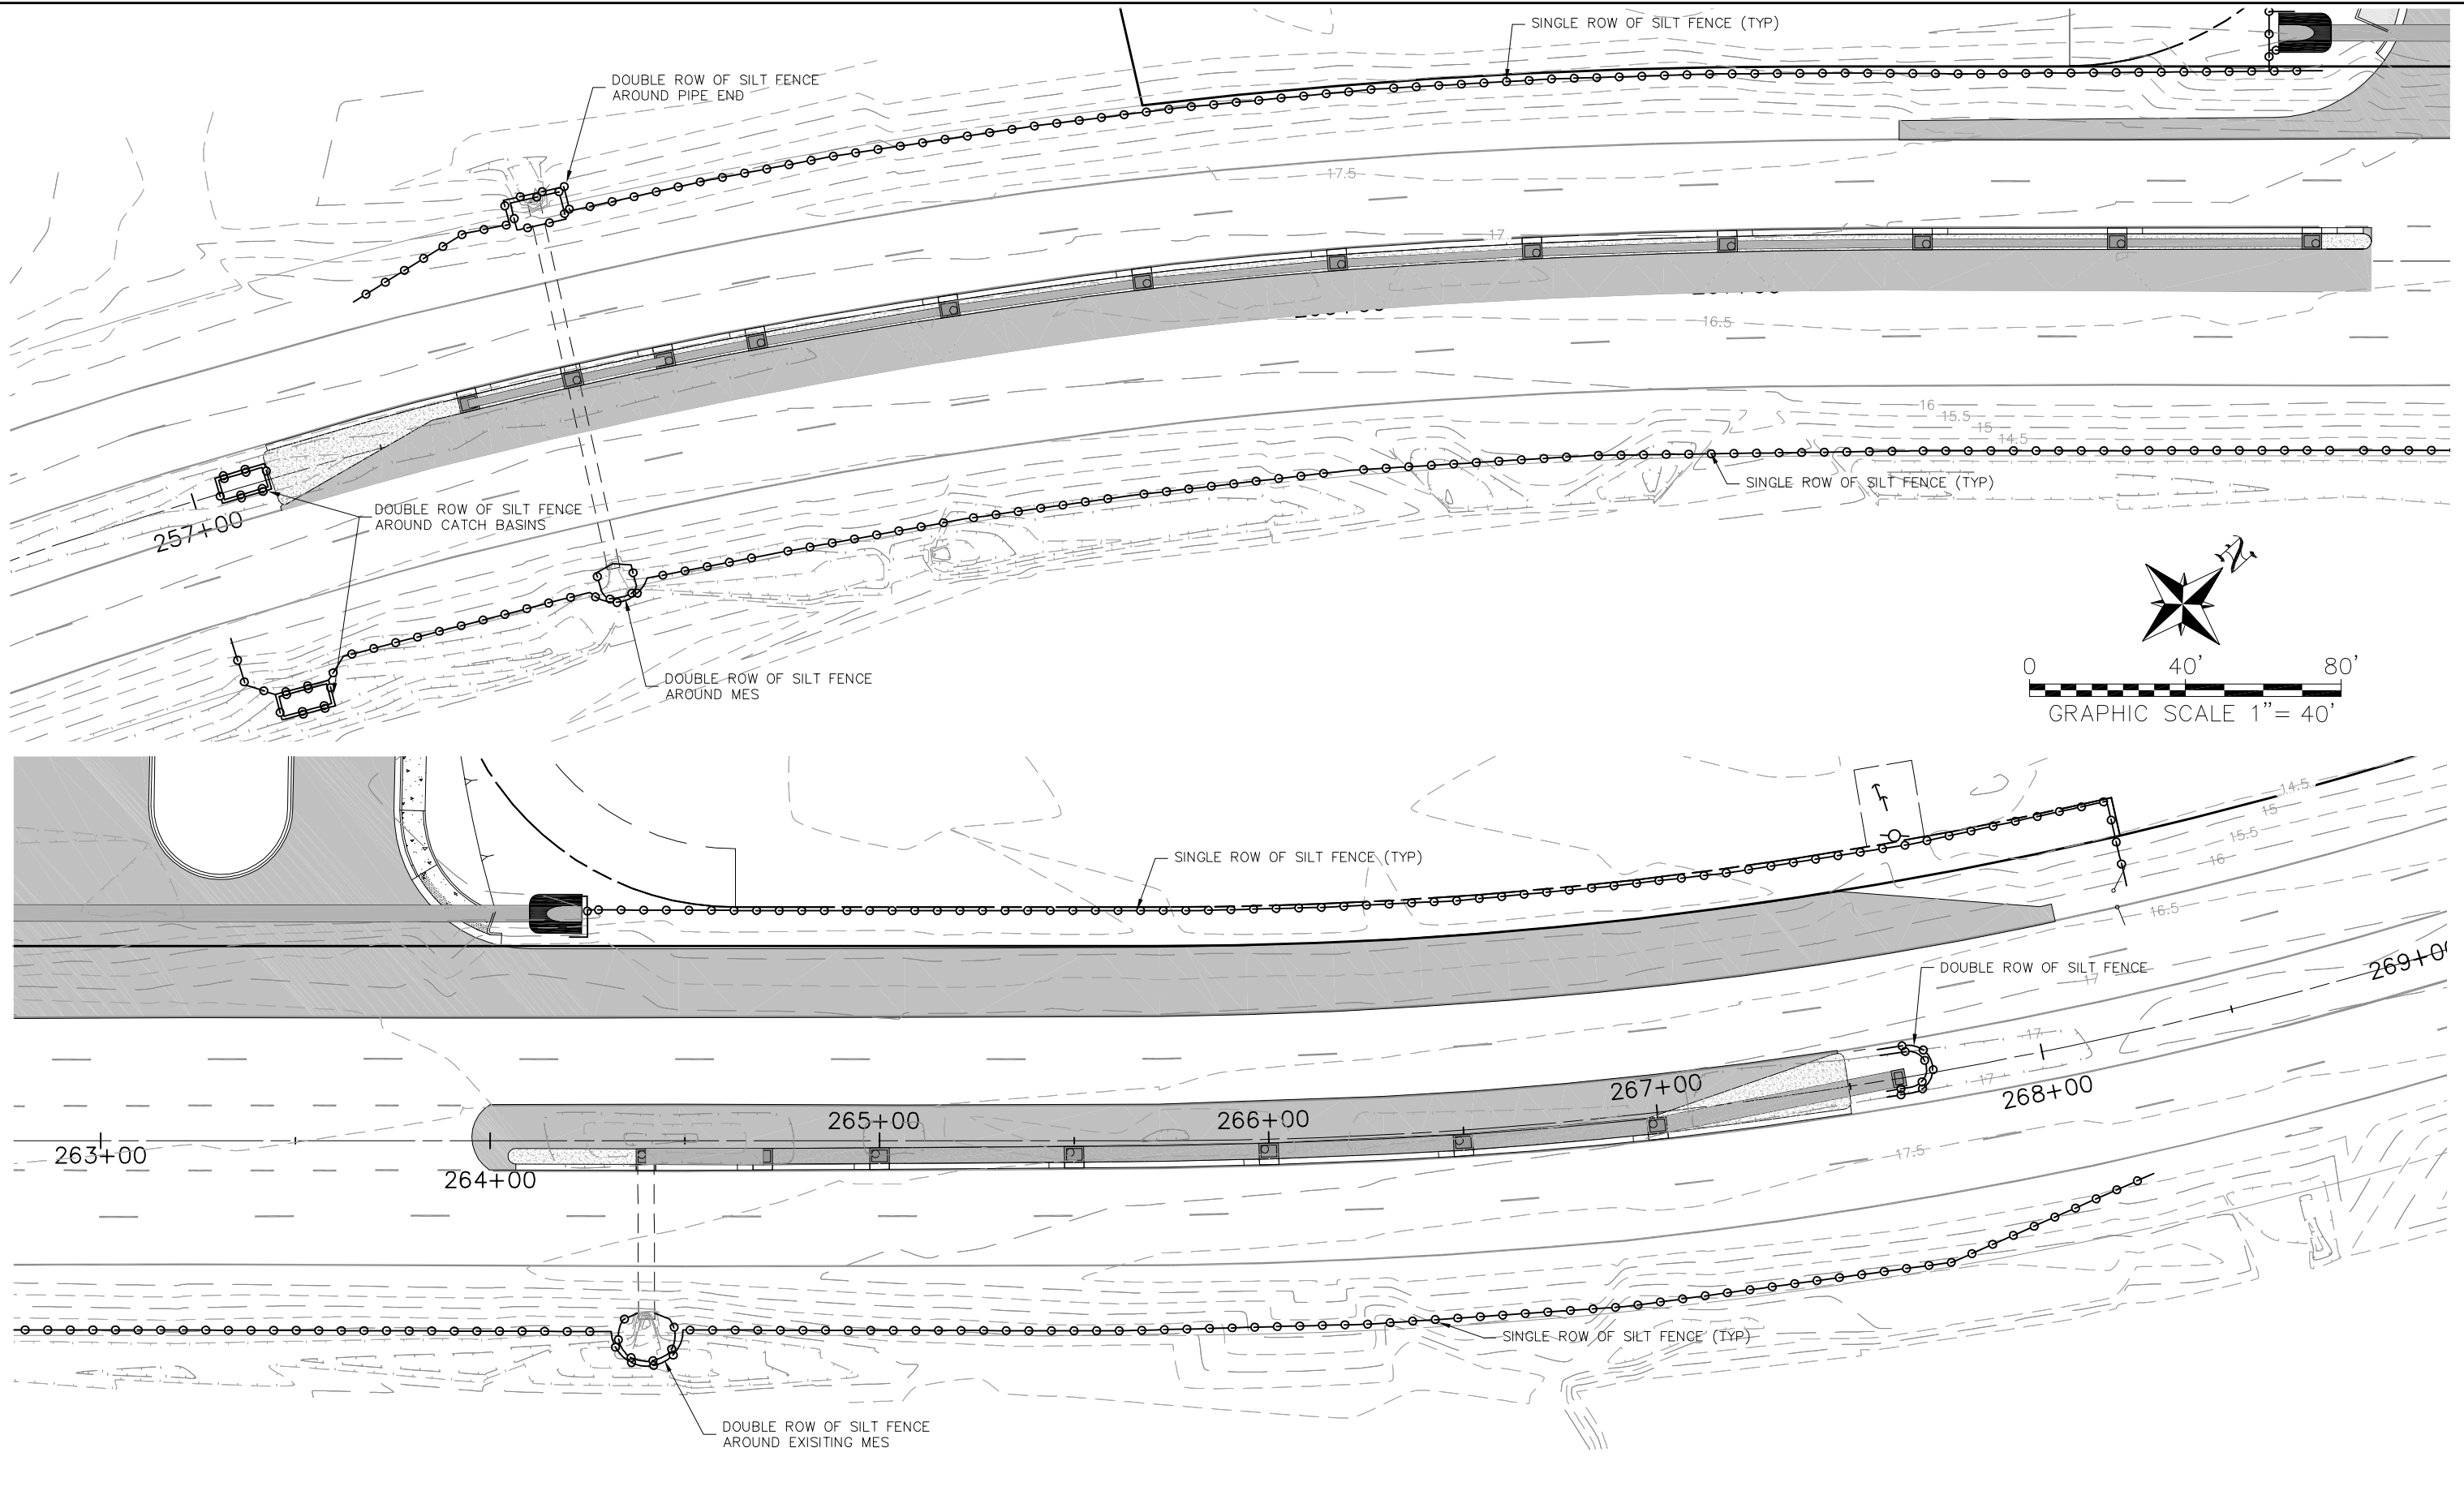 SINGLE ROW OF SILT FENCE (TYP)
DOUBLE ROW OF SILT FENCE
AROUND PIPE END
17.5
17
16.5
16
15.5
15
14.5
SINGLE ROW OF SILT FENCE (TYP)
DOUBLE ROW OF SILT FENCE
AROUND CATCH BASINS
257+00
N
DOUBLE ROW OF SILT FENCE
AROUND MES
0 40' 80'
GRAPHIC SCALE 1"= 40'
14.5
15
15.5
16
SINGLE ROW OF SILT FENCE (TYP)
16.5
DOUBLE ROW OF SILT FENCE
17
269+00
17
17
267+00
268+00
265+00
266+00
263+00
264+00
17.5
SINGLE ROW OF SILT FENCE (TYP)
DOUBLE ROW OF SILT FENCE
AROUND EXISITING MES